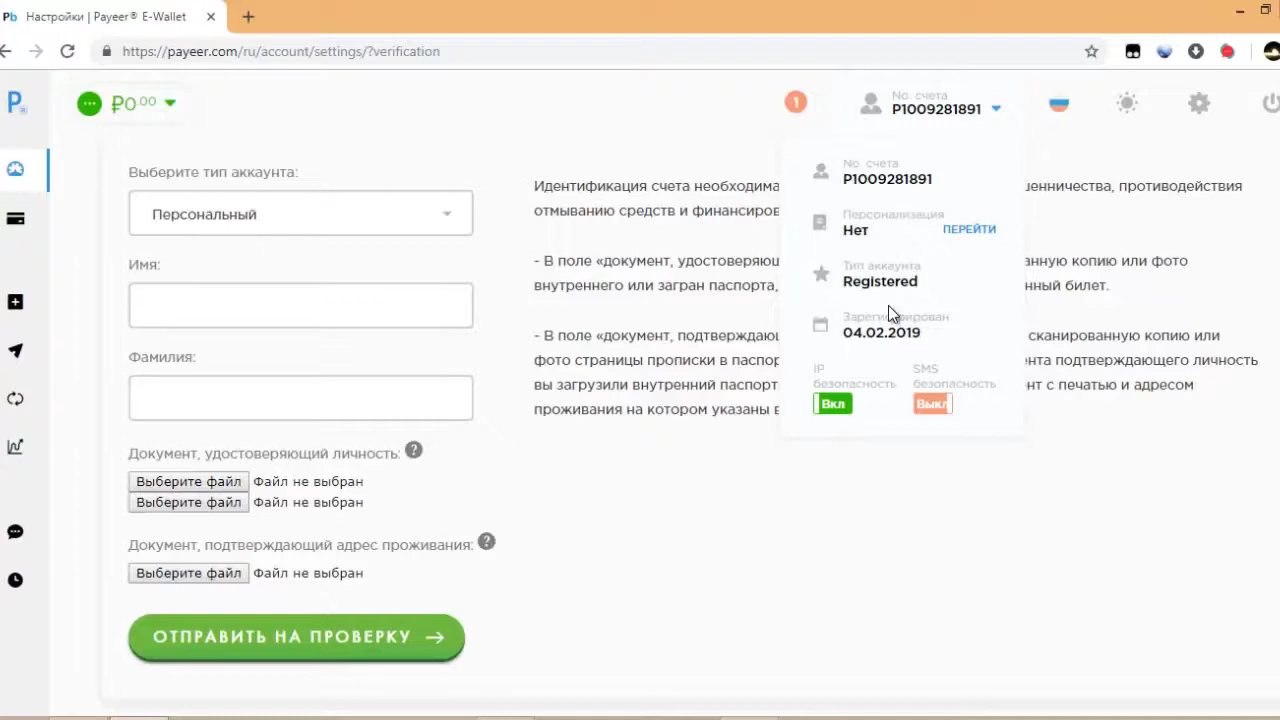 Pb Настройки | Payeer® E-Wallet
https://payeer.com/ru/account/settings/?verification
₽0.00
1
No. счета
P1009281891
Выберите тип аккаунта:
Персональный
Имя:
Фамилия:
Документ, удостоверяющий личность:
Выберите файл Файл не выбран
Выберите файл Файл не выбран
Документ, подтверждающий адрес проживания:
Выберите файл Файл не выбран
ОТПРАВИТЬ НА ПРОВЕРКУ
Идентификация счета необходима шенничества, противодействия
отмыванию средств и финансиров
- В поле «документ, удостоверяющ нную копию или фото
внутреннего или загран паспорта, нный билет.
- В поле «документ, подтверждающ сканированную копию или
фото страницы прописки в паспор нта подтверждающего личность
вы загрузили внутренний паспорт нт с печатью и адресом
проживания на котором указаны в
No. счета
P1009281891
Персонализация
Нет ПЕРЕЙТИ
Тип аккаунта
Registered
Зарегистрирован
04.02.2019
IP безопасность
Вкл
SMS безопасность
Выкл